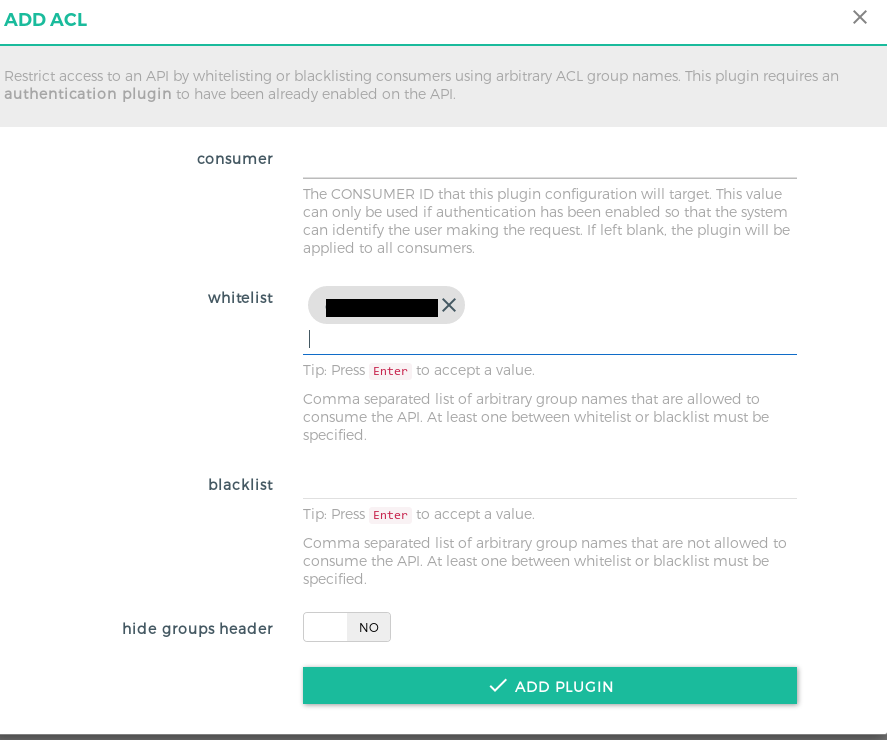 ADD ACL
Restrict access to an API by whitelisting or blacklisting consumers using arbitrary ACL group names. This plugin requires an
authentication plugin to have been already enabled on the API.
consumer
The CONSUMER ID that this plugin configuration will target. This value
can only be used if authentication has been enabled so that the system
can identify the user making the request. If left blank, the plugin will be
applied to all consumers.
whitelist
Tip: Press Enter to accept a value.
Comma separated list of arbitrary group names that are allowed to
consume the API. At least one between whitelist or blacklist must be
specified.
blacklist
Tip: Press Enter to accept a value.
Comma separated list of arbitrary group names that are not allowed to
consume the API. At least one between whitelist or blacklist must be
specified.
hide groups header
NO
ADD PLUGIN